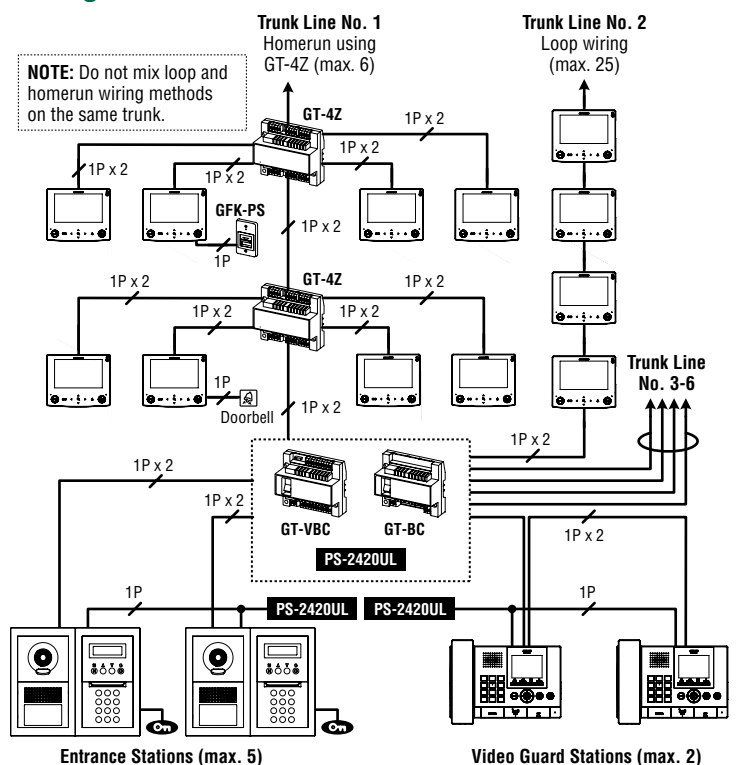 Trunk Line No. 1
Homerun using
GT-4Z (max. 6)
Trunk Line No. 2
Loop wiring
(max. 25)
NOTE: Do not mix loop and
homerun wiring methods
on the same trunk.
GT-4Z
1P x 2
1P x 2
1P x 2
1P x 2
GFK-PS
1P
1P x 2
GT-4Z
1P x 2
1P x 2
1P x 2
1P x 2
1P
Doorbell
1P x 2
Trunk Line
No. 3-6
1P x 2
1P x 2
1P x 2
GT-VBC
GT-BC
PS-2420UL
1P x 2
1P
PS-2420UL
PS-2420UL
1P
Entrance Stations (max. 5)
Video Guard Stations (max. 2)